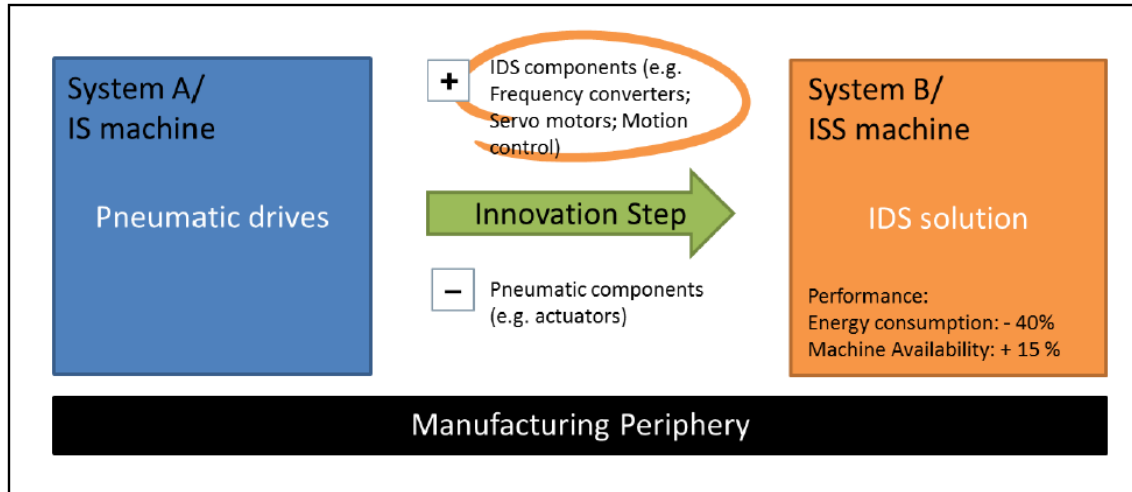 System A/
IS machine
Pneumatic drives
+
IDS components (e.g.
Frequency converters;
Servo motors; Motion
control)
Innovation Step
–
Pneumatic components
(e.g. actuators)
System B/
ISS machine
IDS solution
Performance:
Energy consumption: - 40%
Machine Availability: + 15 %
Manufacturing Periphery